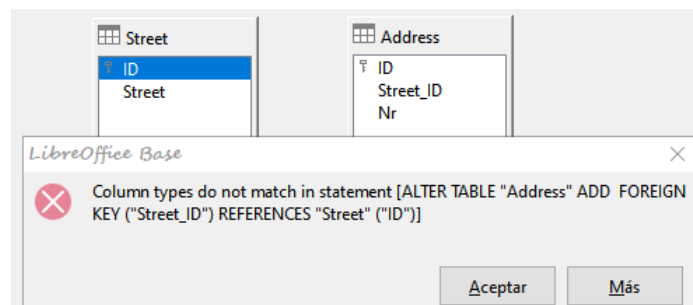 Street
ID
Street
Address
ID
Street_ID
Nr
LibreOffice Base
Column types do not match in statement [ALTER TABLE "Address" ADD  FOREIGN
KEY ("Street_ID") REFERENCES "Street" ("ID")]
Aceptar
Más